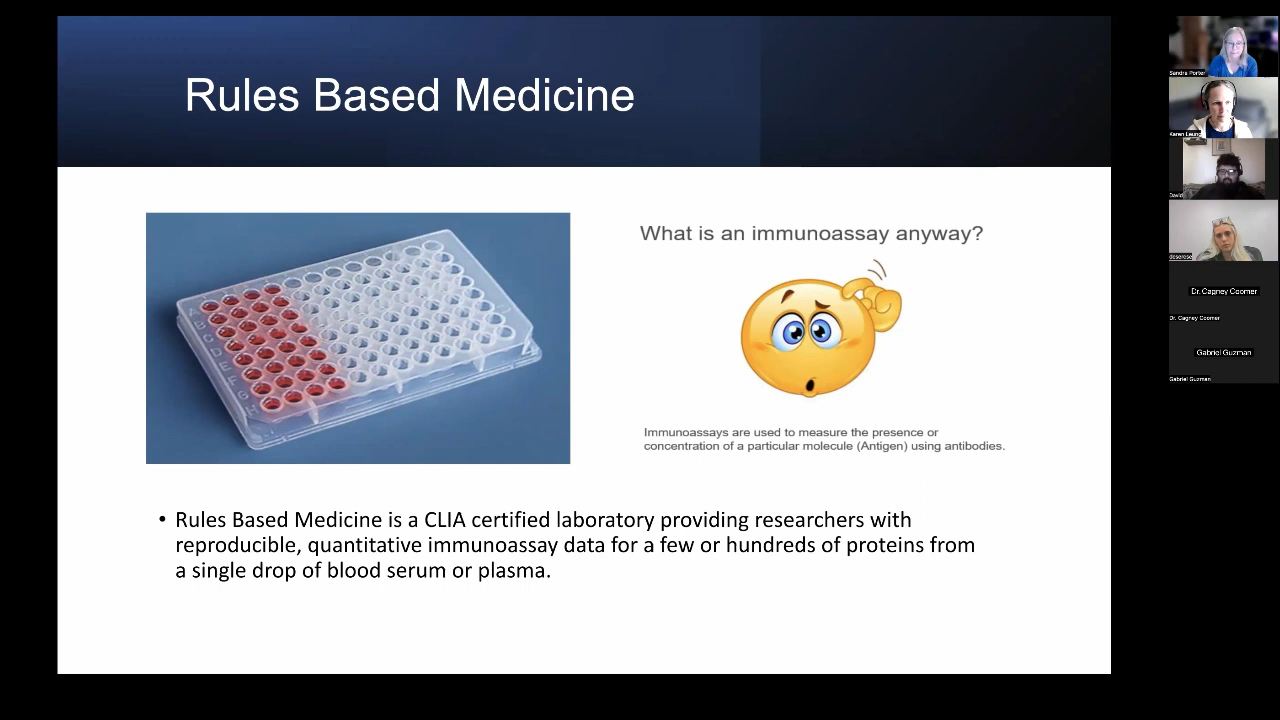 Rules Based Medicine
What is an immunoassay anyway?
Immunoassays are used to measure the presence or
concentration of a particular molecule (Antigen) using antibodies.
• Rules Based Medicine is a CLIA certified laboratory providing researchers with
reproducible, quantitative immunoassay data for a few or hundreds of proteins from
a single drop of blood serum or plasma.
Sandra Porter
Karen Leung
David
deserese
Dr. Cagney Coomer
Dr. Cagney Coomer
Gabriel Guzman
Gabriel Guzman